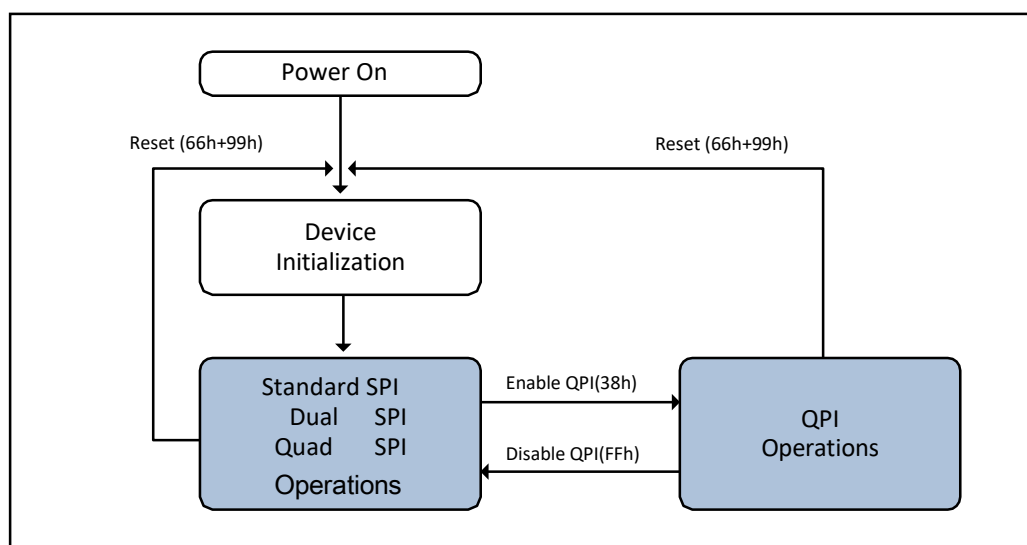 Power On
Reset (66h+99h)
Reset (66h+99h)
Device
Initialization
Standard SPI
Dual SPI
Quad SPI
Operations
Enable QPI(38h)
Disable QPI(FFh)
QPI
Operations